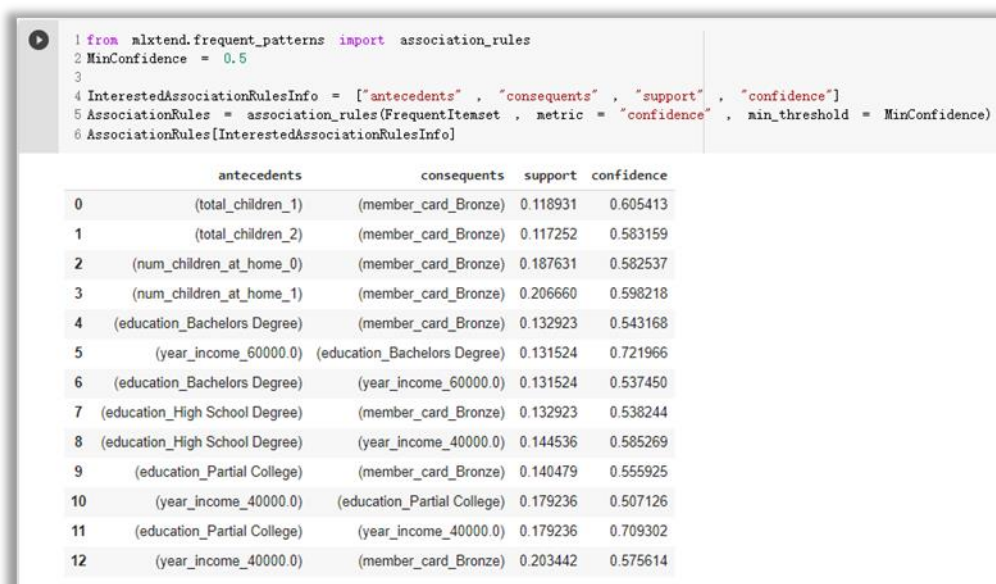 1 from mlxtend.frequent_patterns import association_rules
2 MinConfidence = 0.5
3
4 InterestedAssociationRulesInfo = ["antecedents" , "consequents" , "support" , "confidence"]
5 AssociationRules = association_rules(FrequentItemset , metric = "confidence" , min_threshold = MinConfidence)
6 AssociationRules[InterestedAssociationRulesInfo]
antecedents consequents support confidence
0 (total_children_1) (member_card_Bronze) 0.118931 0.605413
1 (total_children_2) (member_card_Bronze) 0.117252 0.583159
2 (num_children_at_home_0) (member_card_Bronze) 0.187631 0.582537
3 (num_children_at_home_1) (member_card_Bronze) 0.206660 0.598218
4 (education_Bachelors Degree) (member_card_Bronze) 0.132923 0.543168
5 (year_income_60000.0) (education_Bachelors Degree) 0.131524 0.721966
6 (education_Bachelors Degree) (year_income_60000.0) 0.131524 0.537450
7 (education_High School Degree) (member_card_Bronze) 0.132923 0.538244
8 (education_High School Degree) (year_income_40000.0) 0.144536 0.585269
9 (education_Partial College) (member_card_Bronze) 0.140479 0.555925
10 (year_income_40000.0) (education_Partial College) 0.179236 0.507126
11 (education_Partial College) (year_income_40000.0) 0.179236 0.709302
12 (year_income_40000.0) (member_card_Bronze) 0.203442 0.575614